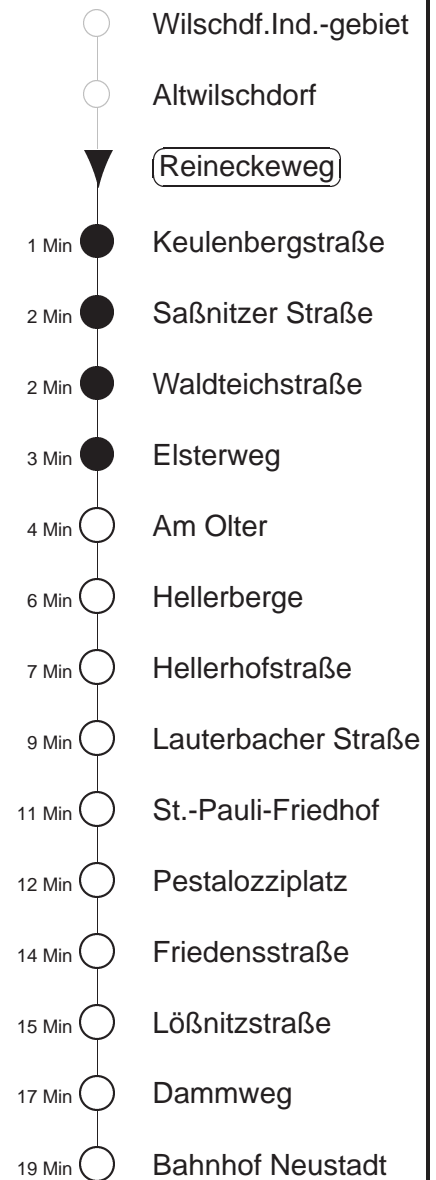 Wilschdf.Ind.-gebiet
Altwilschdorf
Reineckeweg
1 Min Keulenbergstraße
2 Min Saßnitzer Straße
2 Min Waldteichstraße
3 Min Elsterweg
4 Min Am Olter
6 Min Hellerberge
7 Min Hellerhofstraße
9 Min Lauterbacher Straße
11 Min St.-Pauli-Friedhof
12 Min Pestalozziplatz
14 Min Friedensstraße
15 Min Lößnitzstraße
17 Min Dammweg
19 Min Bahnhof Neustadt